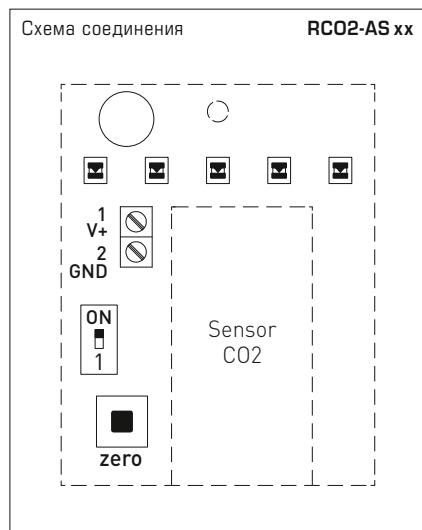 Схема соединения RCO2-AS xx
1
V+
2
GND
ON
1
zero
Sensor
CO2